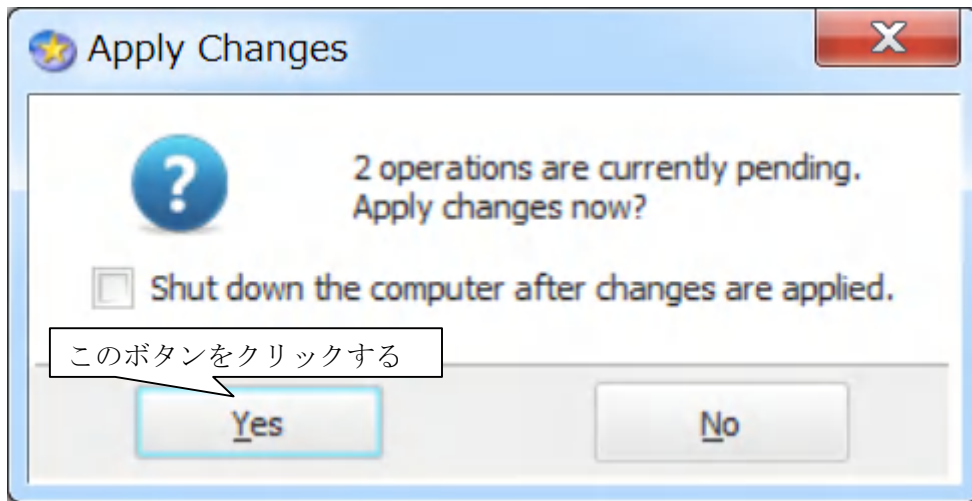 Apply Changes
2 operations are currently pending.
Apply changes now?
Shut down the computer after changes are applied.
このボタンをクリックする
Yes
No